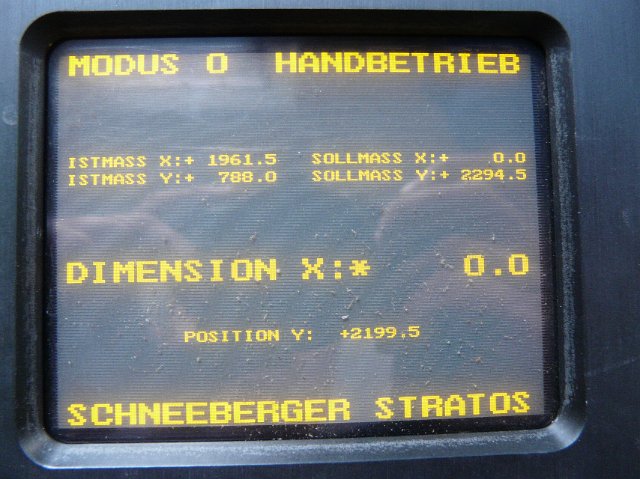 MODUS 0 HANDBETRIEB
ISTMASS X:+ 1961.5 SOLLMASS X:+ 0.0
ISTMASS Y:+ 788.0 SOLLMASS Y:+ 2294.5
DIMENSION X:* 0.0
POSITION Y: +2199.5
SCHNEEBERGER STRATOS